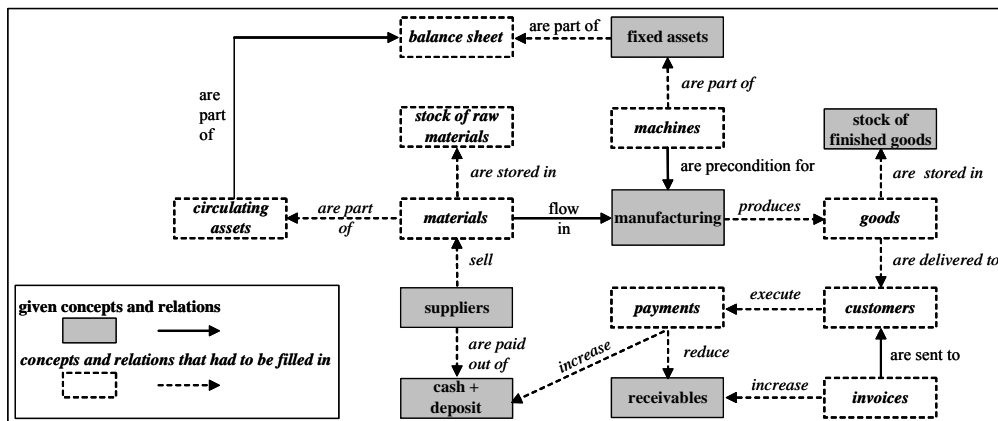 balance sheet
are part of
fixed assets
are
part
of
are part of
stock of raw
materials
machines
stock of
finished goods
are stored in
are precondition for
are stored in
circulating
assets
are part
of
materials
flow
in
manufacturing
produces
goods
sell
are delivered to
given concepts and relations
suppliers
payments
execute
customers
concepts and relations that had to be filled in
are paid
out of
increase
reduce
are sent to
cash +
deposit
receivables
increase
invoices